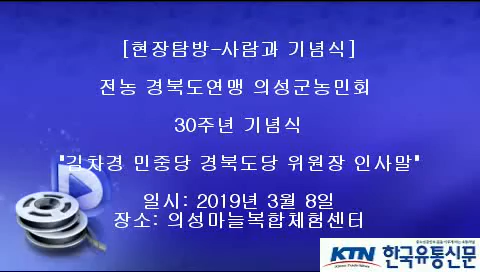 [현장탐방-사람과 기념식]
전농 경북도연맹 의성군농민회
30주년 기념식
"김차경 민중당 경북도당 위원장 인사말"
일시: 2019년 3월 8일
장소: 의성마늘복합체험센터
KTN 한국유통신문